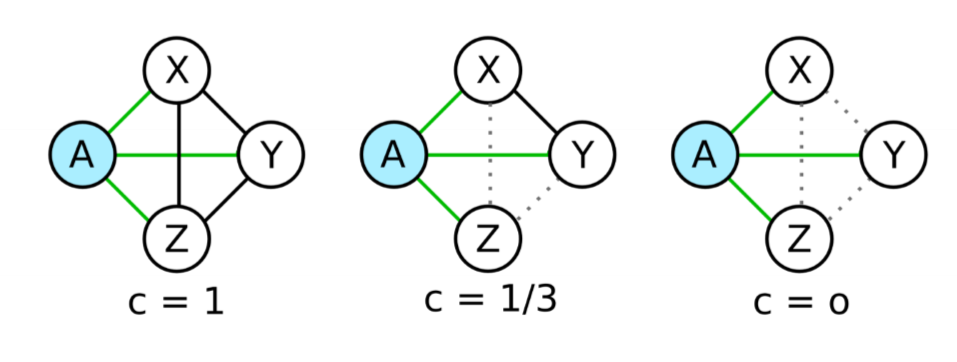 X X X
A Y A Y A Y
Z Z Z
c = 1 c = 1/3 c = o